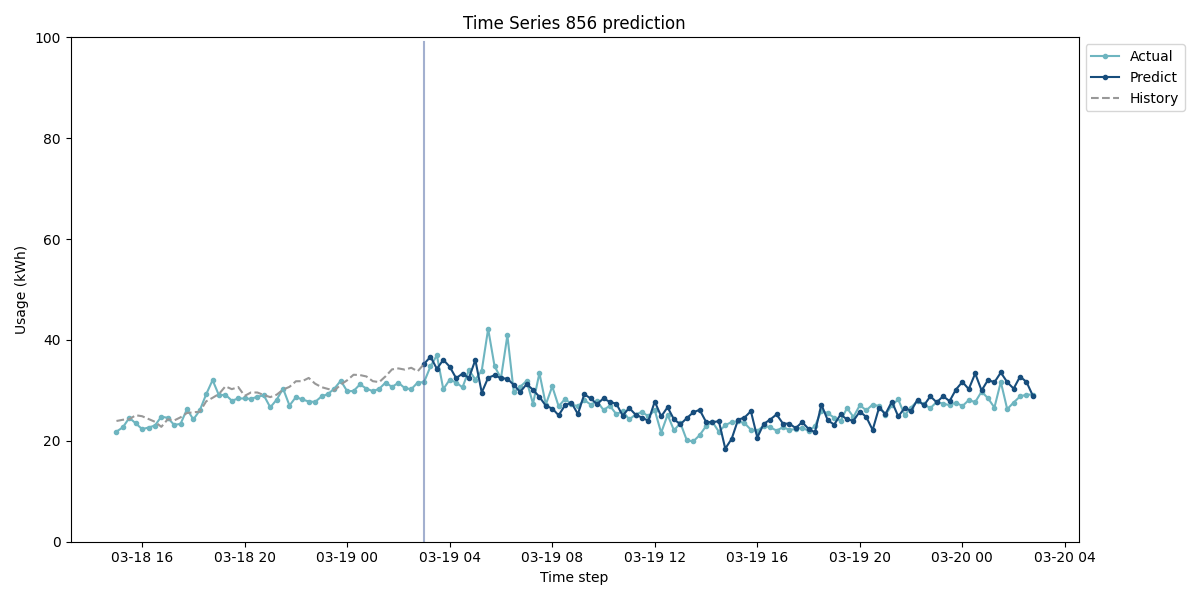 Time Series 856 prediction
Usage (kWh)
100
80
60
40
20
0
03-18 16
03-18 20
03-19 00
03-19 04
03-19 08
03-19 12
03-19 16
03-19 20
03-20 00
03-20 04
Time step
Actual
Predict
History